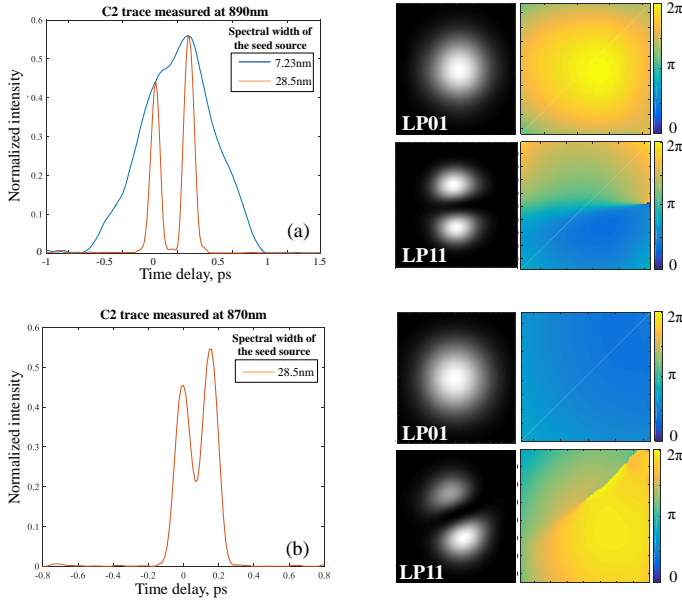 C2 trace measured at 890nm
0.6
0.5
0.4
0.3
0.2
0.1
0
Normalized intensity
Spectral width of
the seed source
7.23nm
28.5nm
(a)
-1
-0.5
0
0.5
1
1.5
Time delay, ps
LP01
2π
π
0
LP11
2π
π
0
C2 trace measured at 870nm
0.6
0.5
0.4
0.3
0.2
0.1
0
Normalized intensity
Spectral width of
the seed source
28.5nm
(b)
-0.8
-0.6
-0.4
-0.2
0
0.2
0.4
0.6
0.8
Time delay, ps
LP01
2π
π
0
LP11
2π
π
0